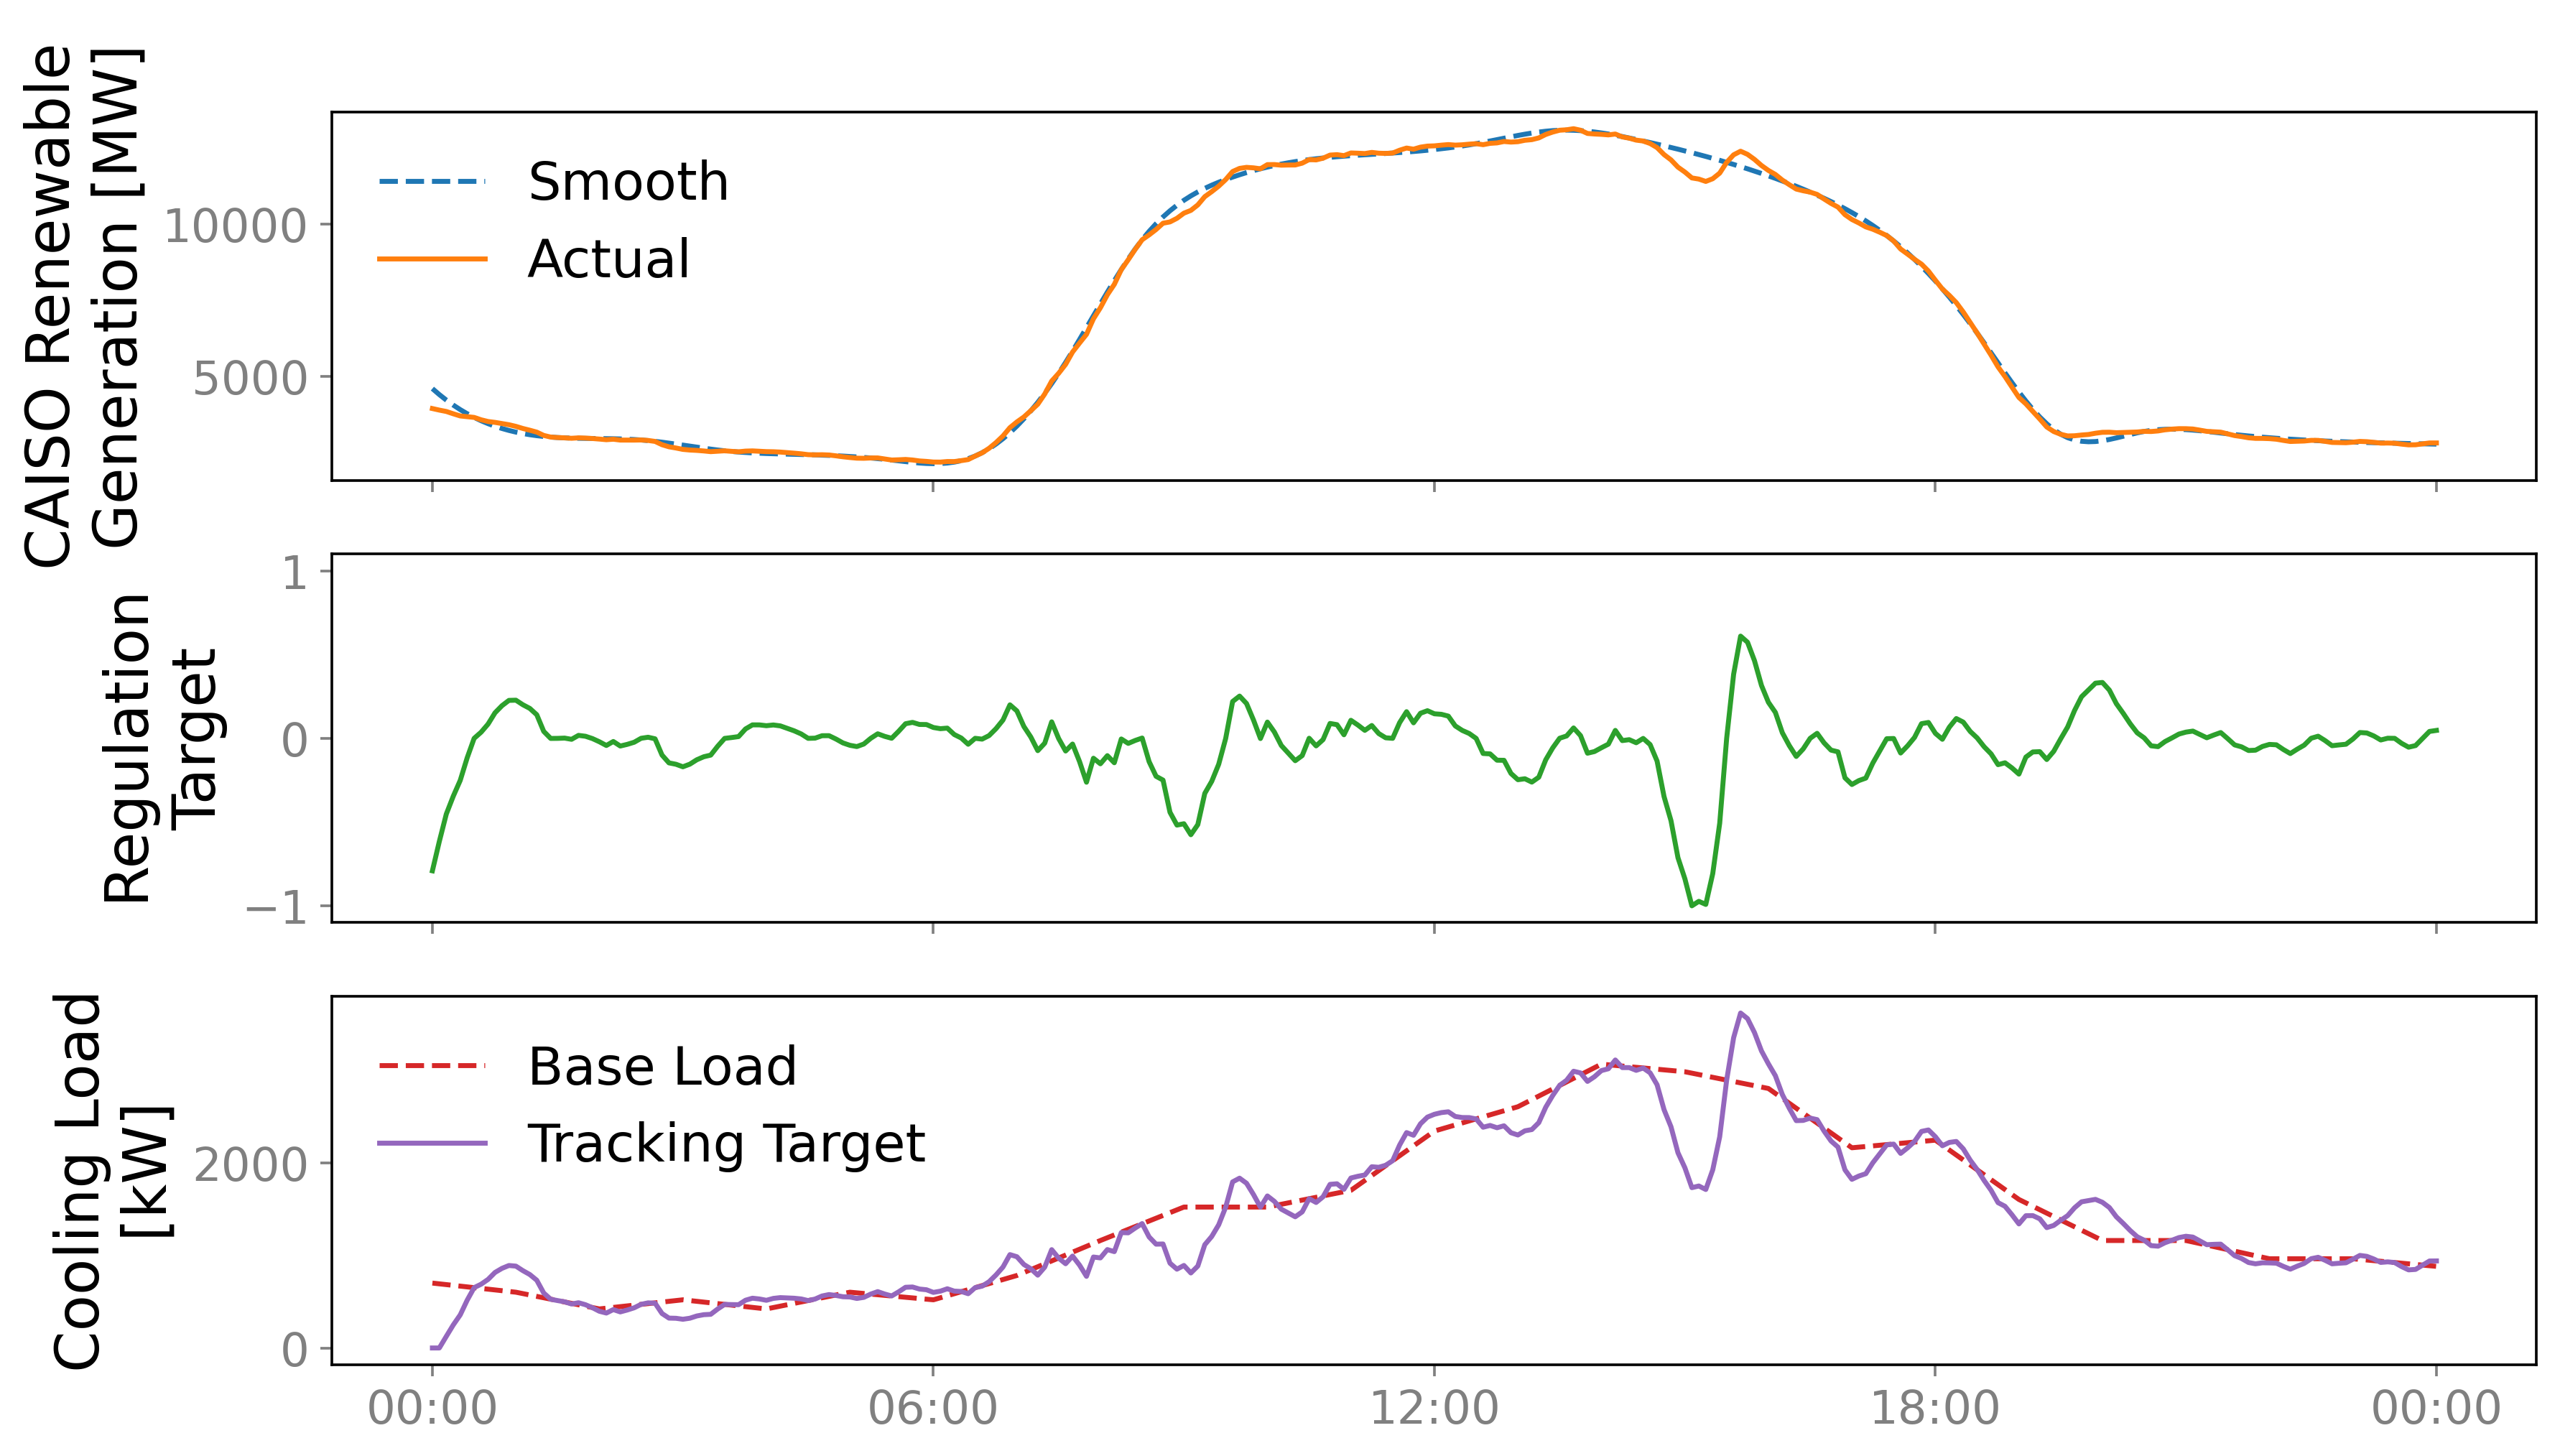 CAISO Renewable
Generation [MW]
10000
5000
Smooth
Actual
Regulation
Target
1
0
−1
Cooling Load
[kW]
2000
0
Base Load
Tracking Target
00:00 06:00 12:00 18:00 00:00